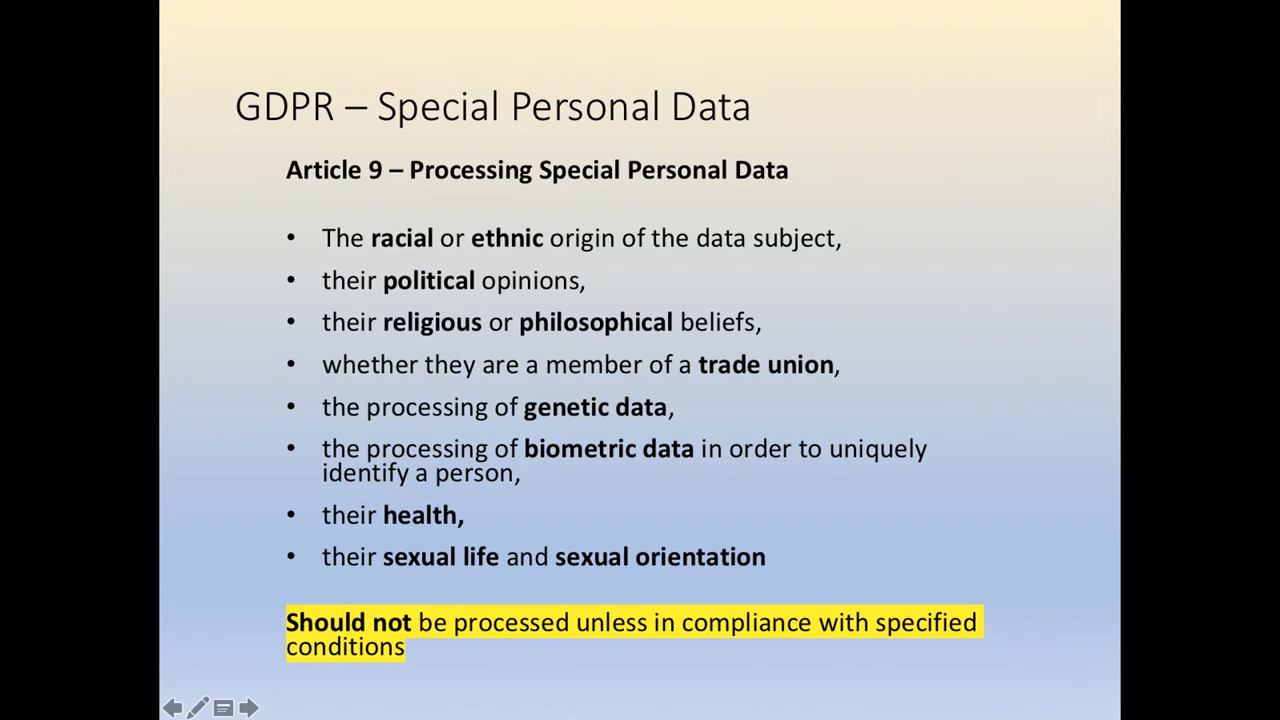 GDPR – Special Personal Data
Article 9 – Processing Special Personal Data
• The racial or ethnic origin of the data subject,
• their political opinions,
• their religious or philosophical beliefs,
• whether they are a member of a trade union,
• the processing of genetic data,
• the processing of biometric data in order to uniquely
identify a person,
• their health,
• their sexual life and sexual orientation
Should not be processed unless in compliance with specified
conditions